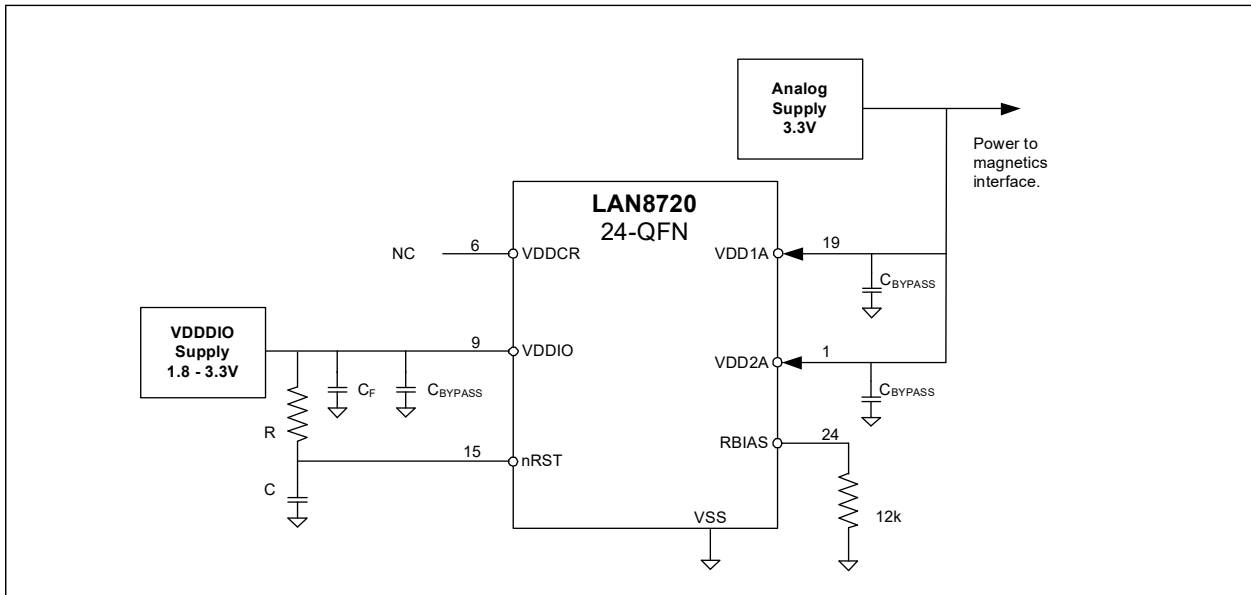 Analog
Supply
3.3V
Power to
magnetics
interface.
LAN8720
24-QFN
NC
6
VDDCR
VDD1A
19
CBYPASS
VDDDIO
Supply
1.8 - 3.3V
9
VDDIO
VDD2A
1
CF
CBYPASS
CBYPASS
R
RBIAS
24
15
nRST
C
12k
VSS